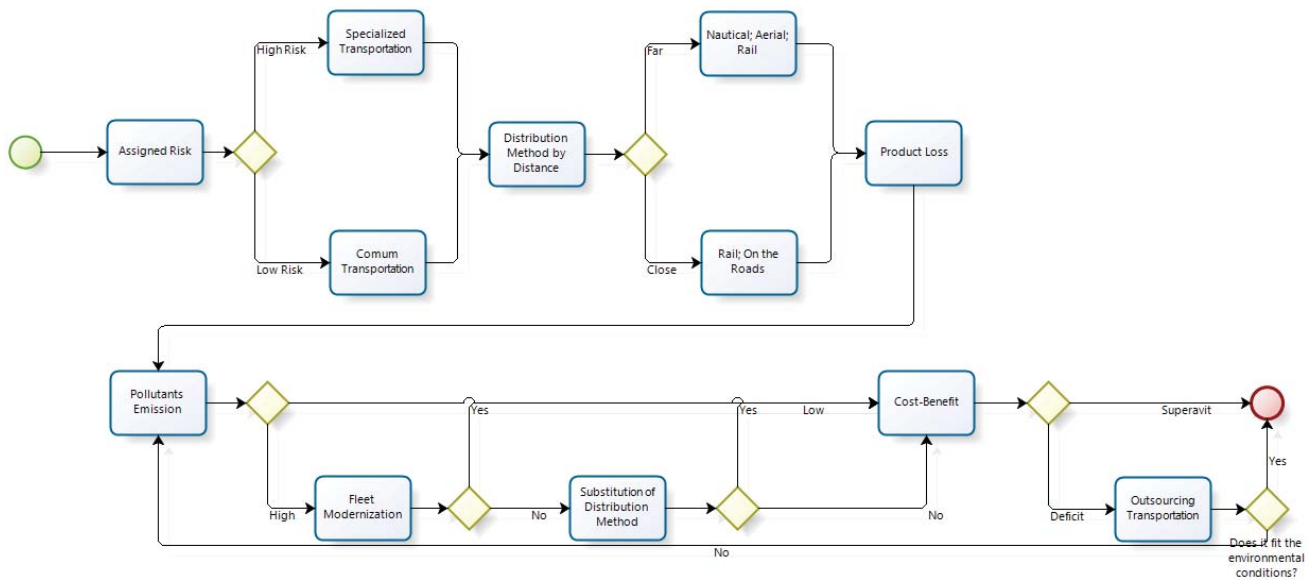 High Risk
Specialized
Transportation
Far
Nautical; Aerial;
Rail
Assigned Risk
Distribution
Method by
Distance
Product Loss
Low Risk
Comum
Transportation
Close
Rail; On the
Roads
Pollutants
Emission
Yes
Yes
Low
Cost-Benefit
Superavit
High
Fleet
Modernization
No
Substitution of
Distribution
Method
No
Deficit
Outsourcing
Transportation
Yes
No
Does it fit the
environmental
conditions?